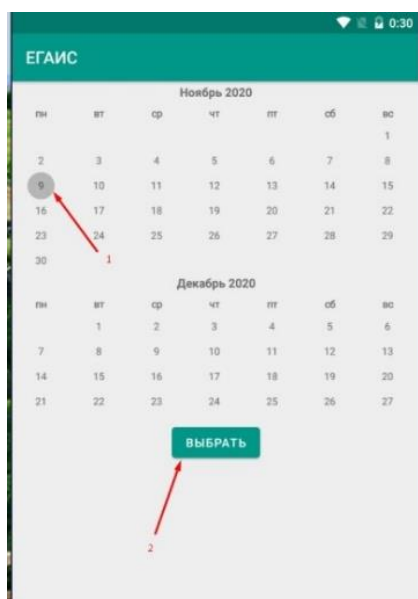 0:30
ЕГАИС
Ноябрь 2020
пн вт ср чт пт сб вс
1
2 3 4 5 6 7 8
9 10 11 12 13 14 15
16 17 18 19 20 21 22
23 24 25 26 27 28 29
1
30
Декабрь 2020
пн вт ср чт пт сб вс
1 2 3 4 5 6
7 8 9 10 11 12 13
14 15 16 17 18 19 20
21 22 23 24 25 26 27
ВЫБРАТЬ
2